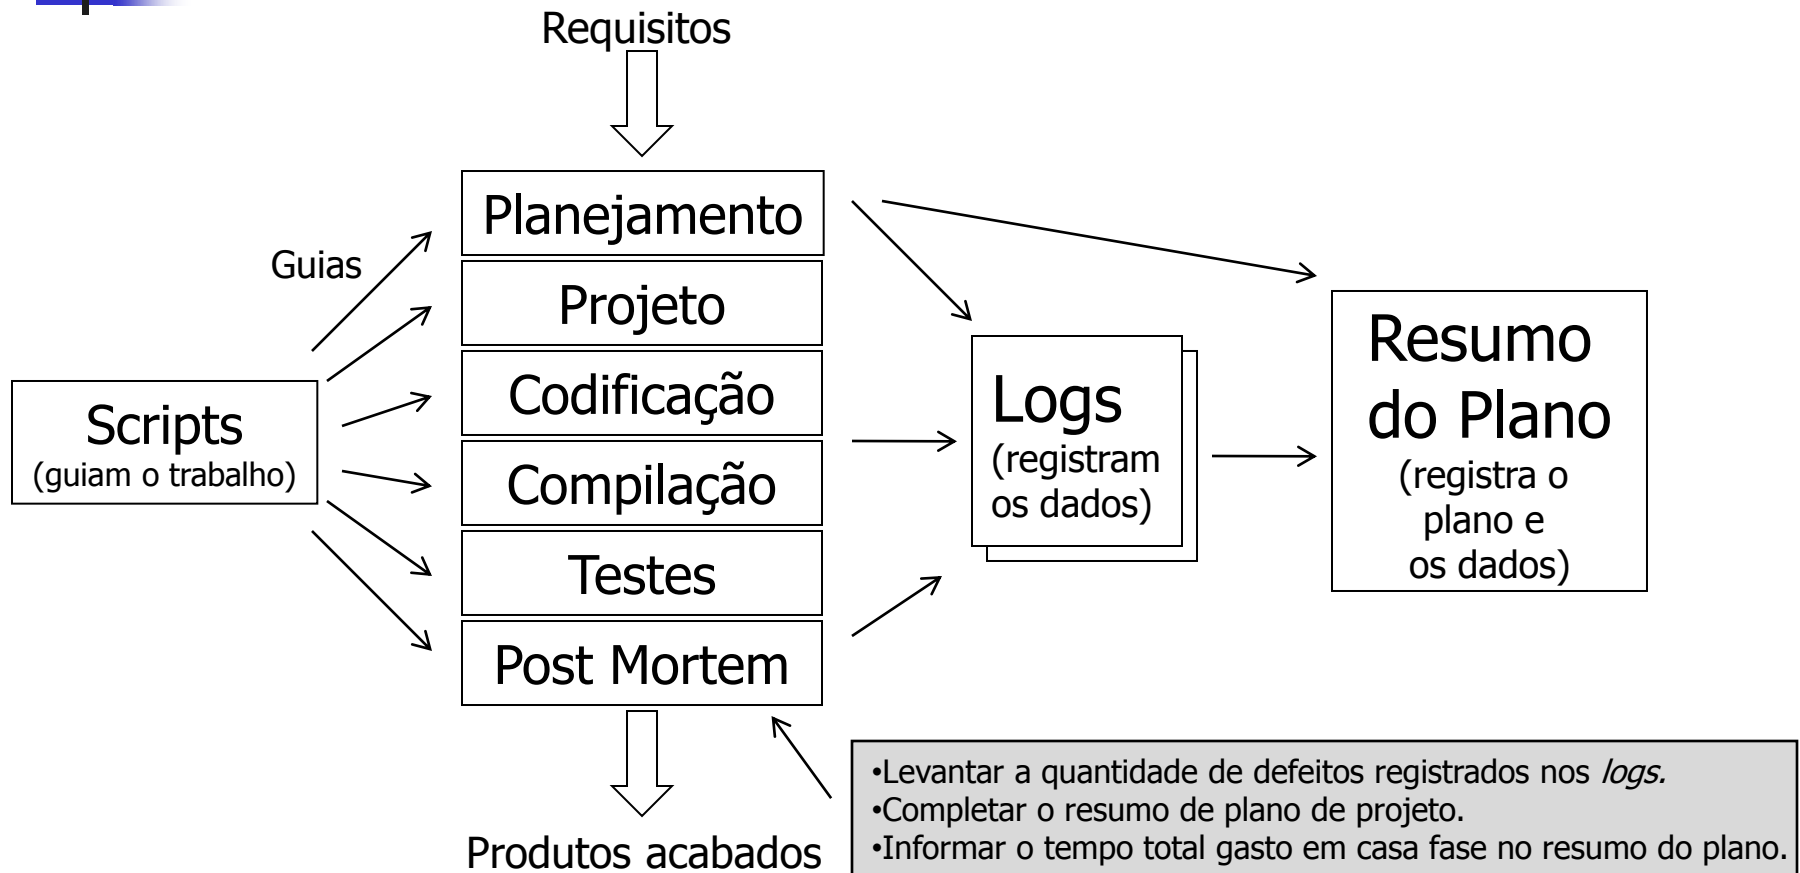 Requisitos
Planejamento
Guias
Projeto
Codificação
Scripts
(guiam o trabalho)
Compilação
Testes
Post Mortem
Logs
(registram
os dados)
Resumo
do Plano
(registra o
plano e
os dados)
•Levantar a quantidade de defeitos registrados nos logs.
•Completar o resumo de plano de projeto.
•Informar o tempo total gasto em casa fase no resumo do plano.
Produtos acabados